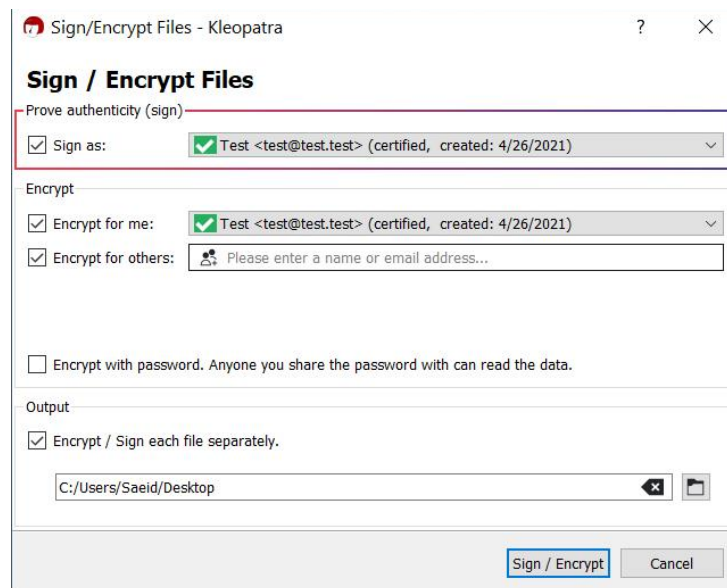 Sign/Encrypt Files - Kleopatra
Sign / Encrypt Files
Prove authenticity (sign)
Sign as: Test <test@test.test> (certified, created: 4/26/2021)
Encrypt
Encrypt for me: Test <test@test.test> (certified, created: 4/26/2021)
Encrypt for others: Please enter a name or email address...
Encrypt with password. Anyone you share the password with can read the data.
Output
Encrypt / Sign each file separately.
C:/Users/Saeid/Desktop
Sign / Encrypt Cancel